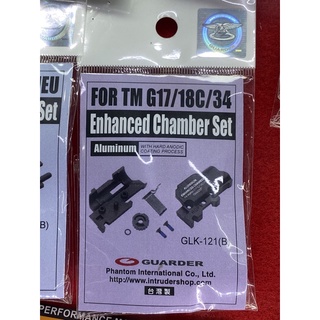 FOR TM G17/18C/34
Enhanced Chamber Set
Aluminum WITH HARD ANODIC
COATING PROCESS
GLK-121(B)
GUARDER
Phantom International Co., Ltd.
http://www.intrudershop.com
台灣製
EU
Set
B)